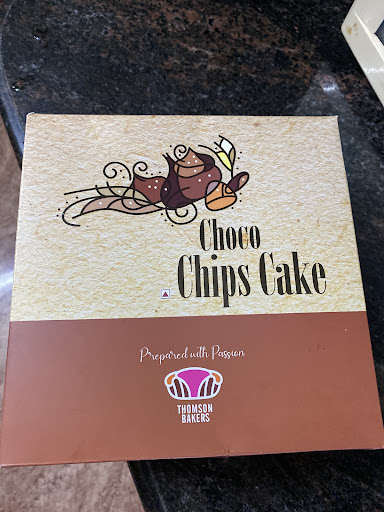 Choco
Chips Cake
Prepared with Passion
THOMSON
BAKERS